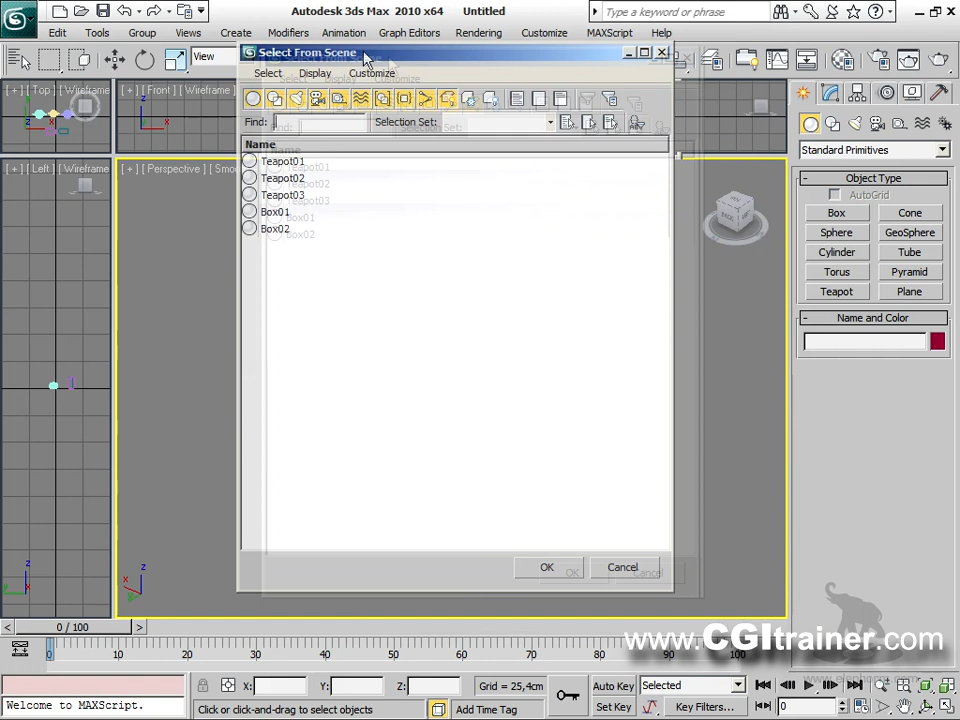 Autodesk 3ds Max 2010 x64 Untitled
Type a keyword or phrase
Edit Tools Group Views Create Modifiers Animation Graph Editors Rendering Customize MAXScript Help
View
Select From Scene
Select Display Customize
Find: Selection Set:
Name
Teapot01
Teapot02
Teapot03
Box01
Box02
OK Cancel
[ + ] [ Top ] [ Wireframe
[ + ] [ Front ] [ Wireframe ]
[ + ] [ Left ] [ Wireframe
[ + ] [ Perspective ] [ Smoo
Standard Primitives
Object Type
AutoGrid
Box Cone
Sphere GeoSphere
Cylinder Tube
Torus Pyramid
Teapot Plane
Name and Color
0 / 100
0 10 20 30 40 50 60 70 80 90
www.CGItrainer.com
X: Y: Z: Grid = 25,4cm
Auto Key Selected 0
Welcome to MAXScript.
Click or click-and-drag to select objects
Add Time Tag
Set Key Key Filters...